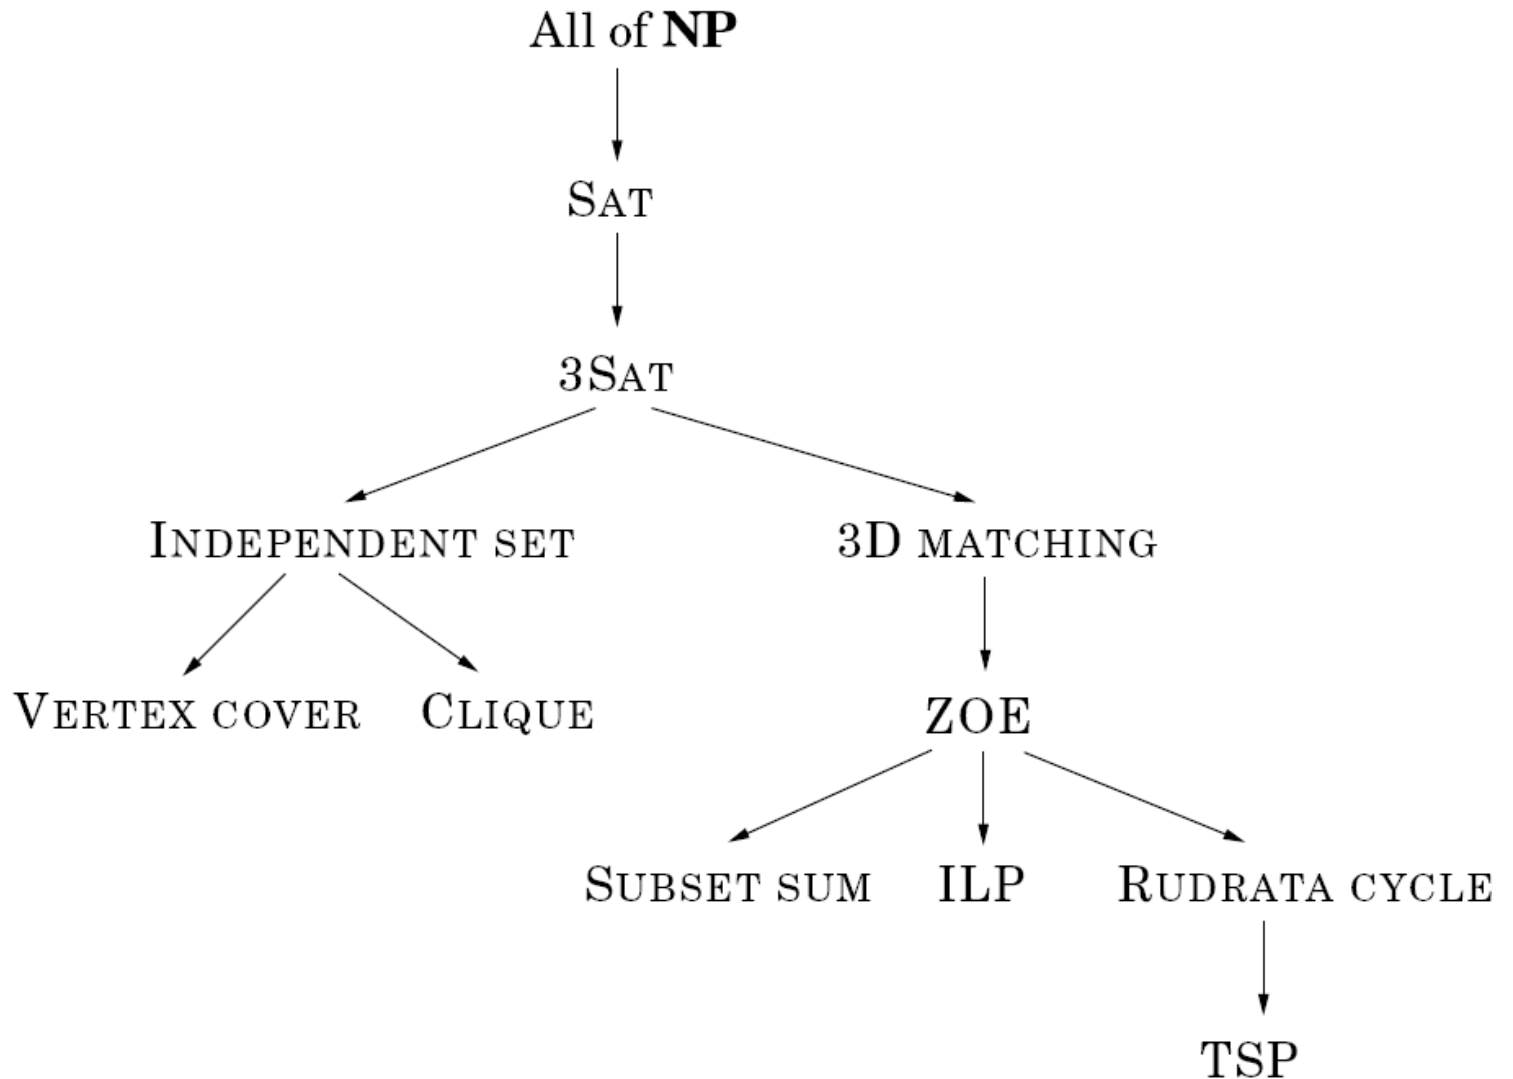 All of NP
SAT
3SAT
INDEPENDENT SET
3D MATCHING
VERTEX COVER
CLIQUE
ZOE
SUBSET SUM
ILP
RUDRATA CYCLE
TSP